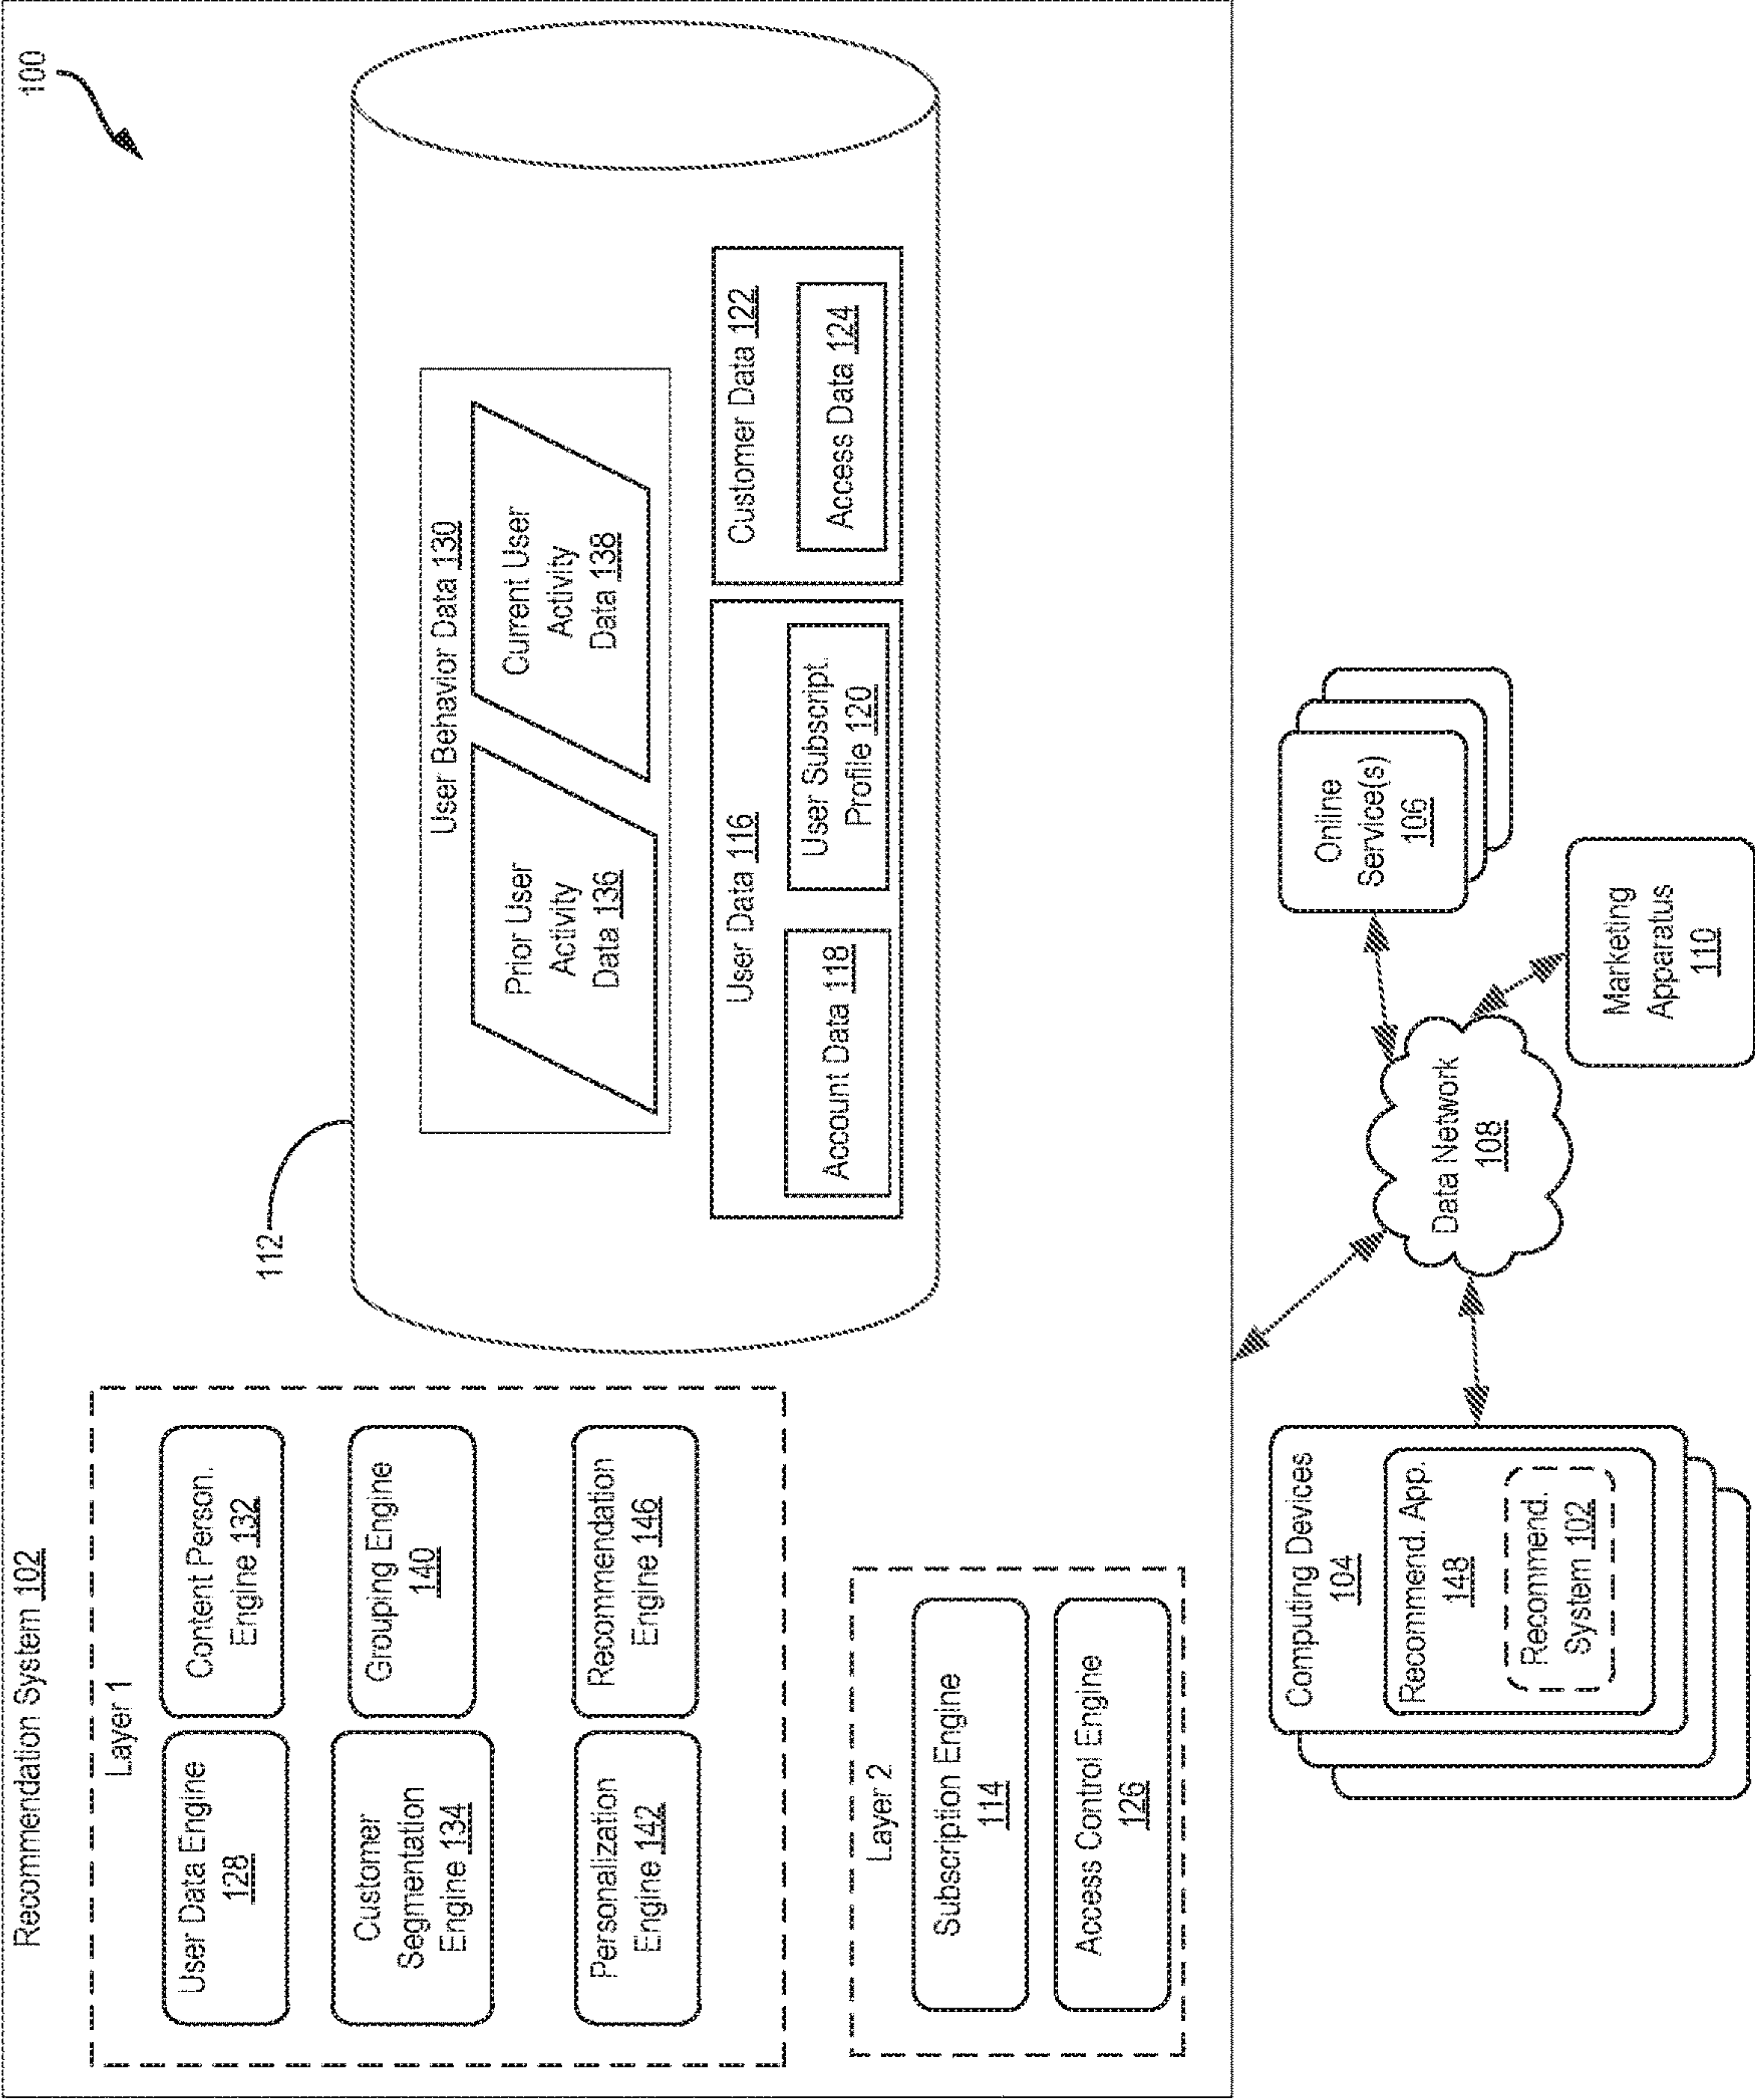 100
Recommendation System 102
Layer 1
User Data Engine
128
Content Person.
Engine 132
Customer
Segmentation
Engine 134
Grouping Engine
140
Personalization
Engine 142
Recommendation
Engine 146
Layer 2
Subscription Engine
114
Access Control Engine
126
112
User Behavior Data 130
Prior User
Activity
Data 136
Current User
Activity
Data 138
User Data 116
Account Data 118
User Subscript.
Profile 120
Customer Data 122
Access Data 124
Computing Devices
104
Recommend. App.
148
Recommend.
System 102
Data Network
108
Online
Service(s)
106
Marketing
Apparatus
110